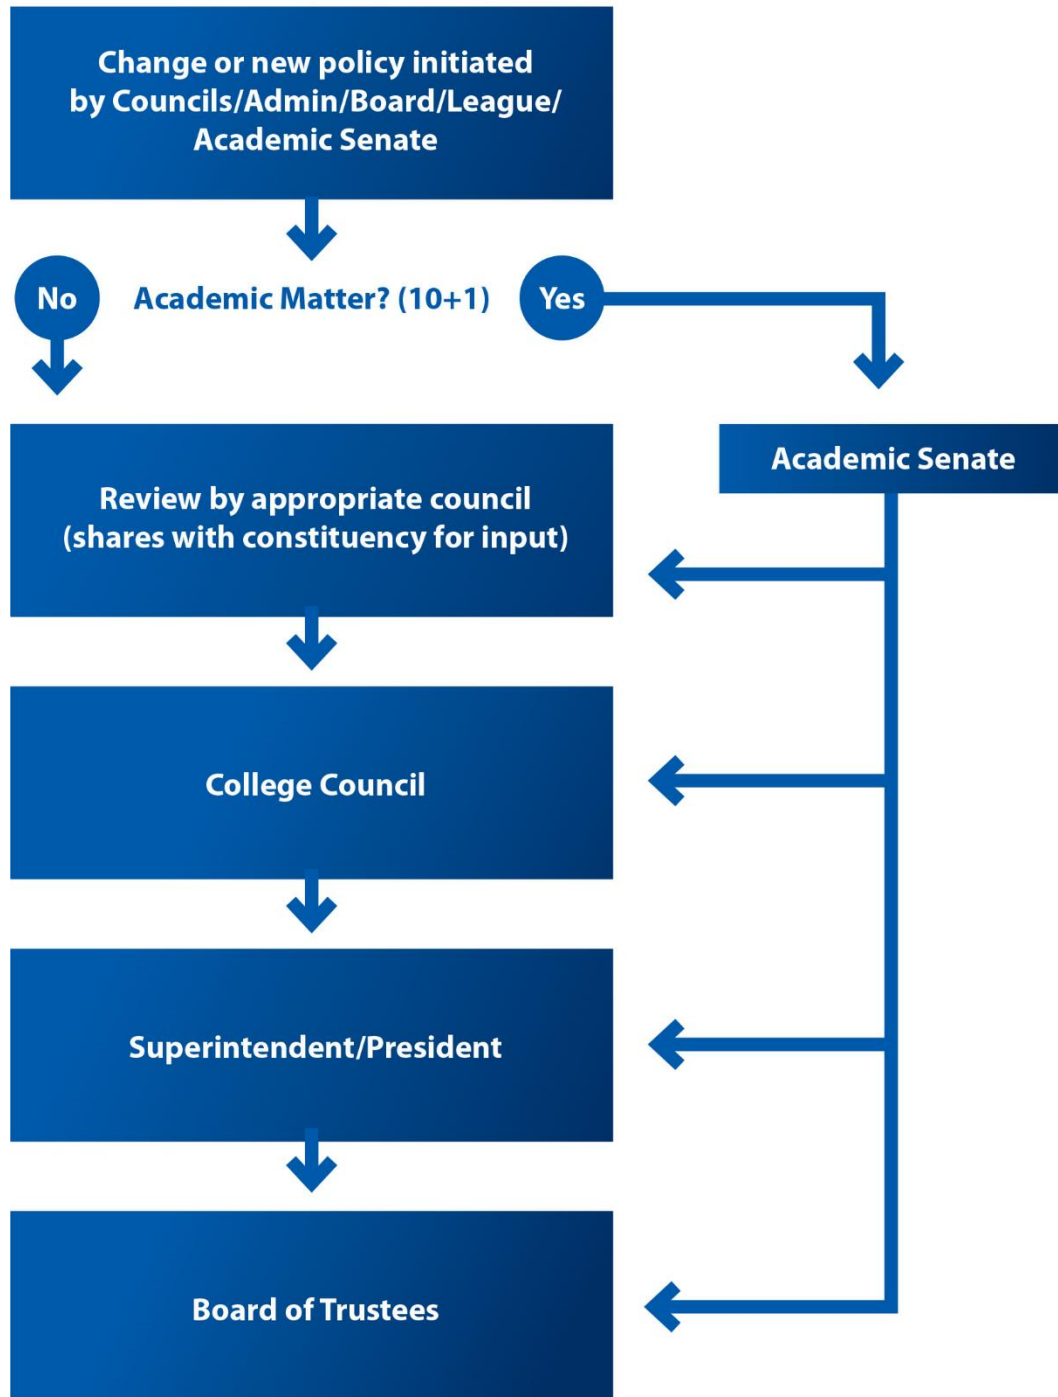 Change or new policy initiated
by Councils/Admin/Board/League/
Academic Senate
No
Academic Matter? (10+1)
Yes
Review by appropriate council
(shares with constituency for input)
Academic Senate
College Council
Superintendent/President
Board of Trustees